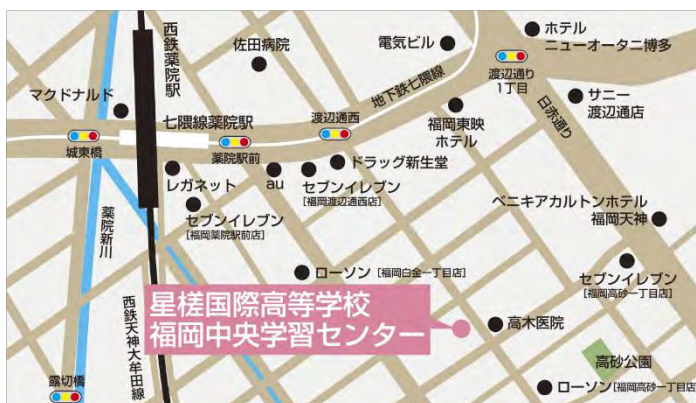 西鉄薬院駅
佐田病院
電気ビル
ホテル
ニューオータニ博多
渡辺通り
1丁目
地下鉄七隈線
日赤通り
サニー
渡辺通店
マクドナルド
七隈線薬院駅
渡辺通西
福岡東映
ホテル
城東橋
薬院駅前
ドラッグ新生堂
レガネット
au
セブンイレブン
[福岡渡辺通西店]
セブンイレブン
[福岡薬院駅前店]
ベニキアカルトンホテル
福岡天神
薬院新川
セブンイレブン
[福岡高砂一丁目店]
ローソン [福岡白金一丁目店]
星槎国際高等学校
福岡中央学習センター
高木医院
西鉄天神大牟田線
高砂公園
露切橋
ローソン[福岡高砂一丁目店]